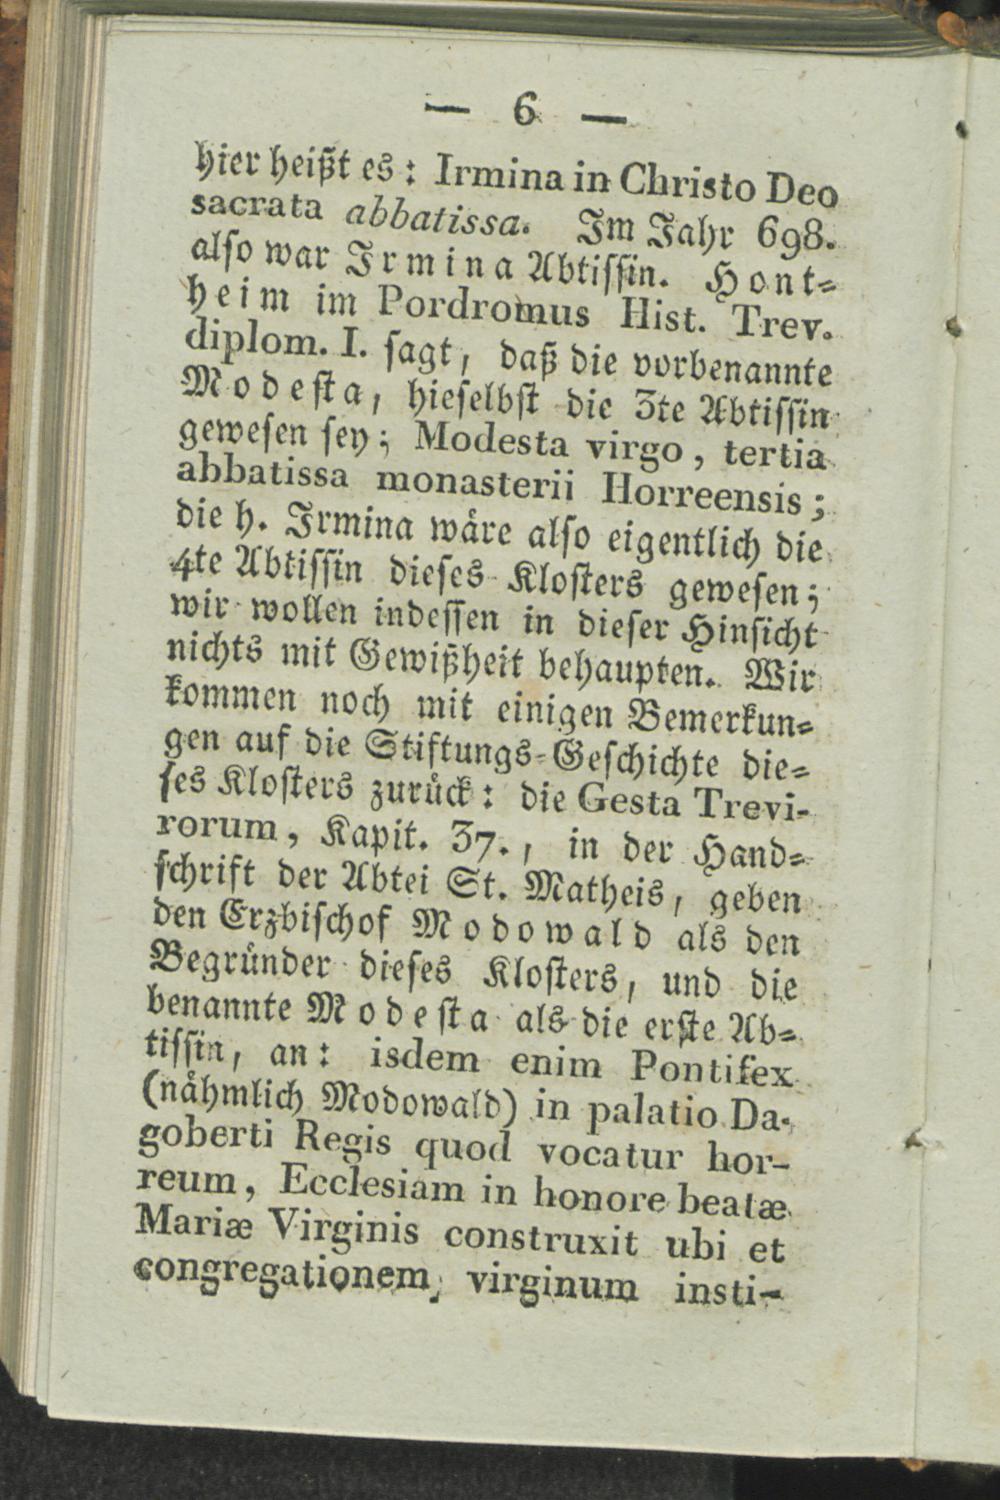 — 6 —
hier heißt es: Irmina in Christo Deo
sacrata abbatissa. Im Jahr 698.
also war Irmina Abtissin. Hont-
heim im Pordromus Hist. Trev.
diplom. I. sagt, daß die vorbenannte
Modesta, hieselbst die 3te Abtissin
gewesen sey; Modesta virgo, tertia
abbatissa monasterii Horreensis;
die h. Irmina wäre also eigentlich die
4te Abtissin dieses Klosters gewesen;
wir wollen indessen in dieser Hinsicht
nichts mit Gewißheit behaupten. Wir
kommen noch mit einigen Bemerkun-
gen auf die Stiftungs-Geschichte die-
ses Klosters zurück: die Gesta Trevi-
rorum, Kapit. 37., in der Hand-
schrift der Abtei St. Matheis, geben
den Erzbischof Modowald als den
Begründer dieses Klosters, und die
benannte Modesta als die erste Ab-
tissin, an: isdem enim Pontifex
(nähmlich Modowald) in palatio Da-
goberti Regis quod vocatur hor-
reum, Ecclesiam in honore beatæ
Mariæ Virginis construxit ubi et
congregationem, virginum insti-